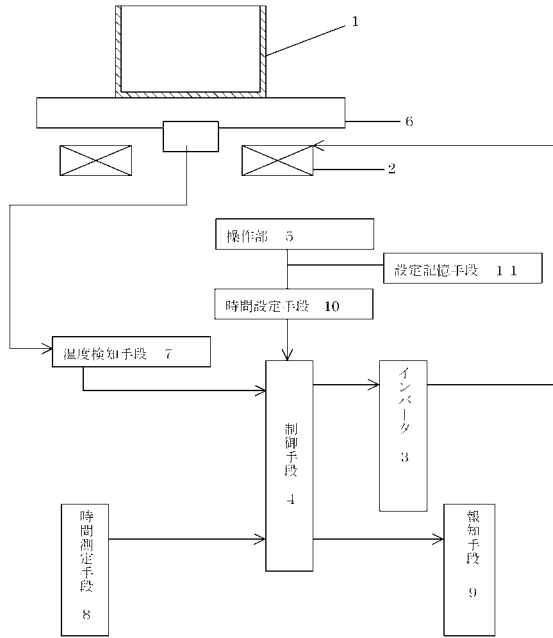 1
6
2
操作部 5
設定記憶手段 11
時間設定手段 10
温度検知手段 7
制御手段 4
インバータ 3
時間測定手段 8
報知手段 9